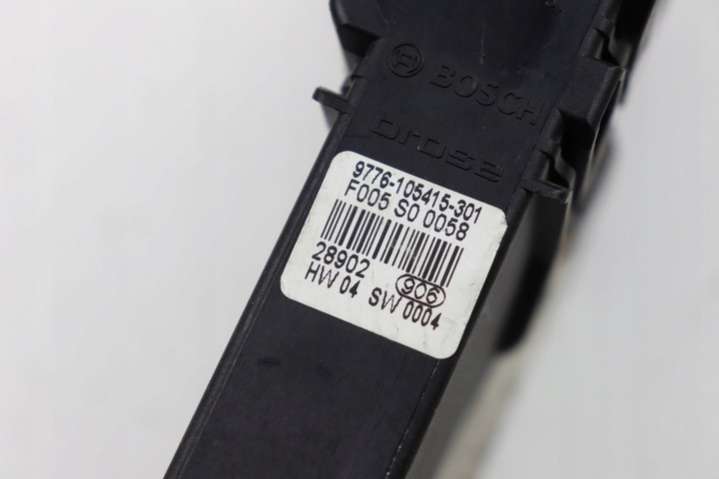 BOSCH
brose
9776-105415-301
F005 S0 0058
28902 906
HW 04 SW 0004